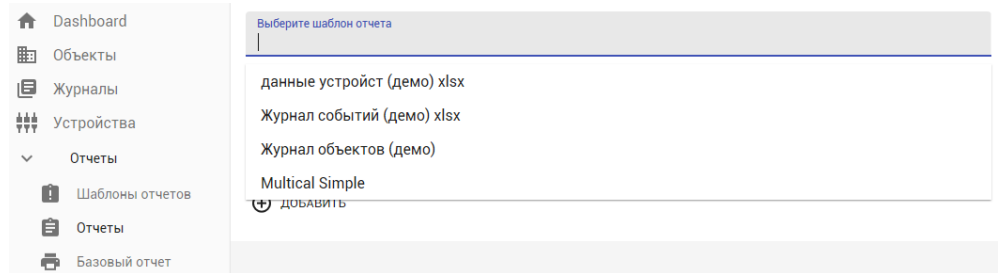 Dashboard
Объекты
Журналы
Устройства
Отчеты
Шаблоны отчетов
Отчеты
Базовый отчет
Выберите шаблон отчета
данные устройст (демо) xlsx
Журнал событий (демо) xlsx
Журнал объектов (демо)
Multical Simple
ДОБАВИТЬ